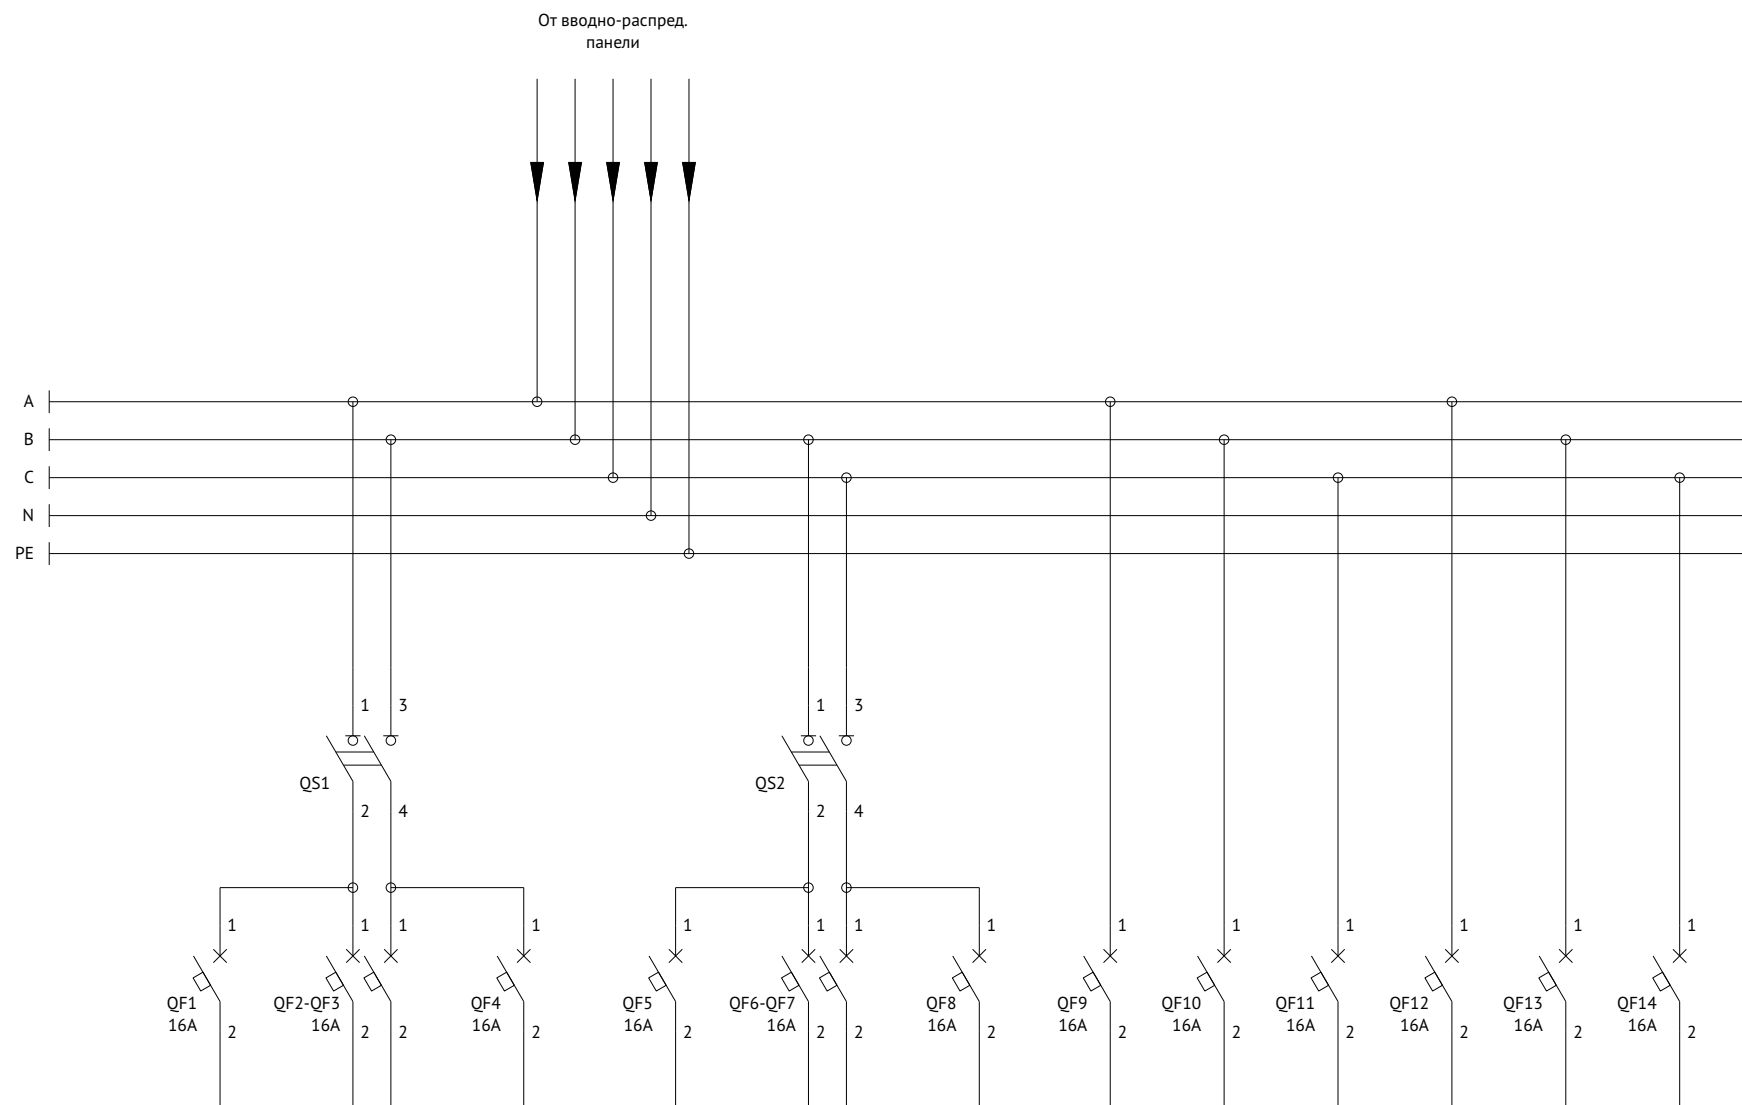 От вводно-распред.
панели
A
B
C
N
PE
1 3 1 3
QS1 QS2
2 4 2 4
1 1 1 1 1 1 1 1 1 1 1 1 1 1
QF1 QF2-QF3 QF4 QF5 QF6-QF7 QF8 QF9 QF10 QF11 QF12 QF13 QF14
16A 16A 16A 16A 16A 16A 16A 16A 16A 16A 16A 16A
2 2 2 2 2 2 2 2 2 2 2 2 2 2